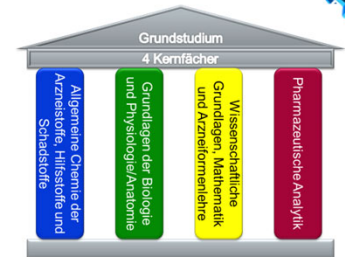 Grundstudium
4 Kernfächer
Allgemeine Chemie der
Arzneistoffe, Hilfsstoffe und
Schadstoffe
Grundlagen der Biologie
und Physiologie/Anatomie
Wissenschaftliche
Grundlagen, Mathematik
und Arzneiformenlehre
Pharmazeutische Analytik